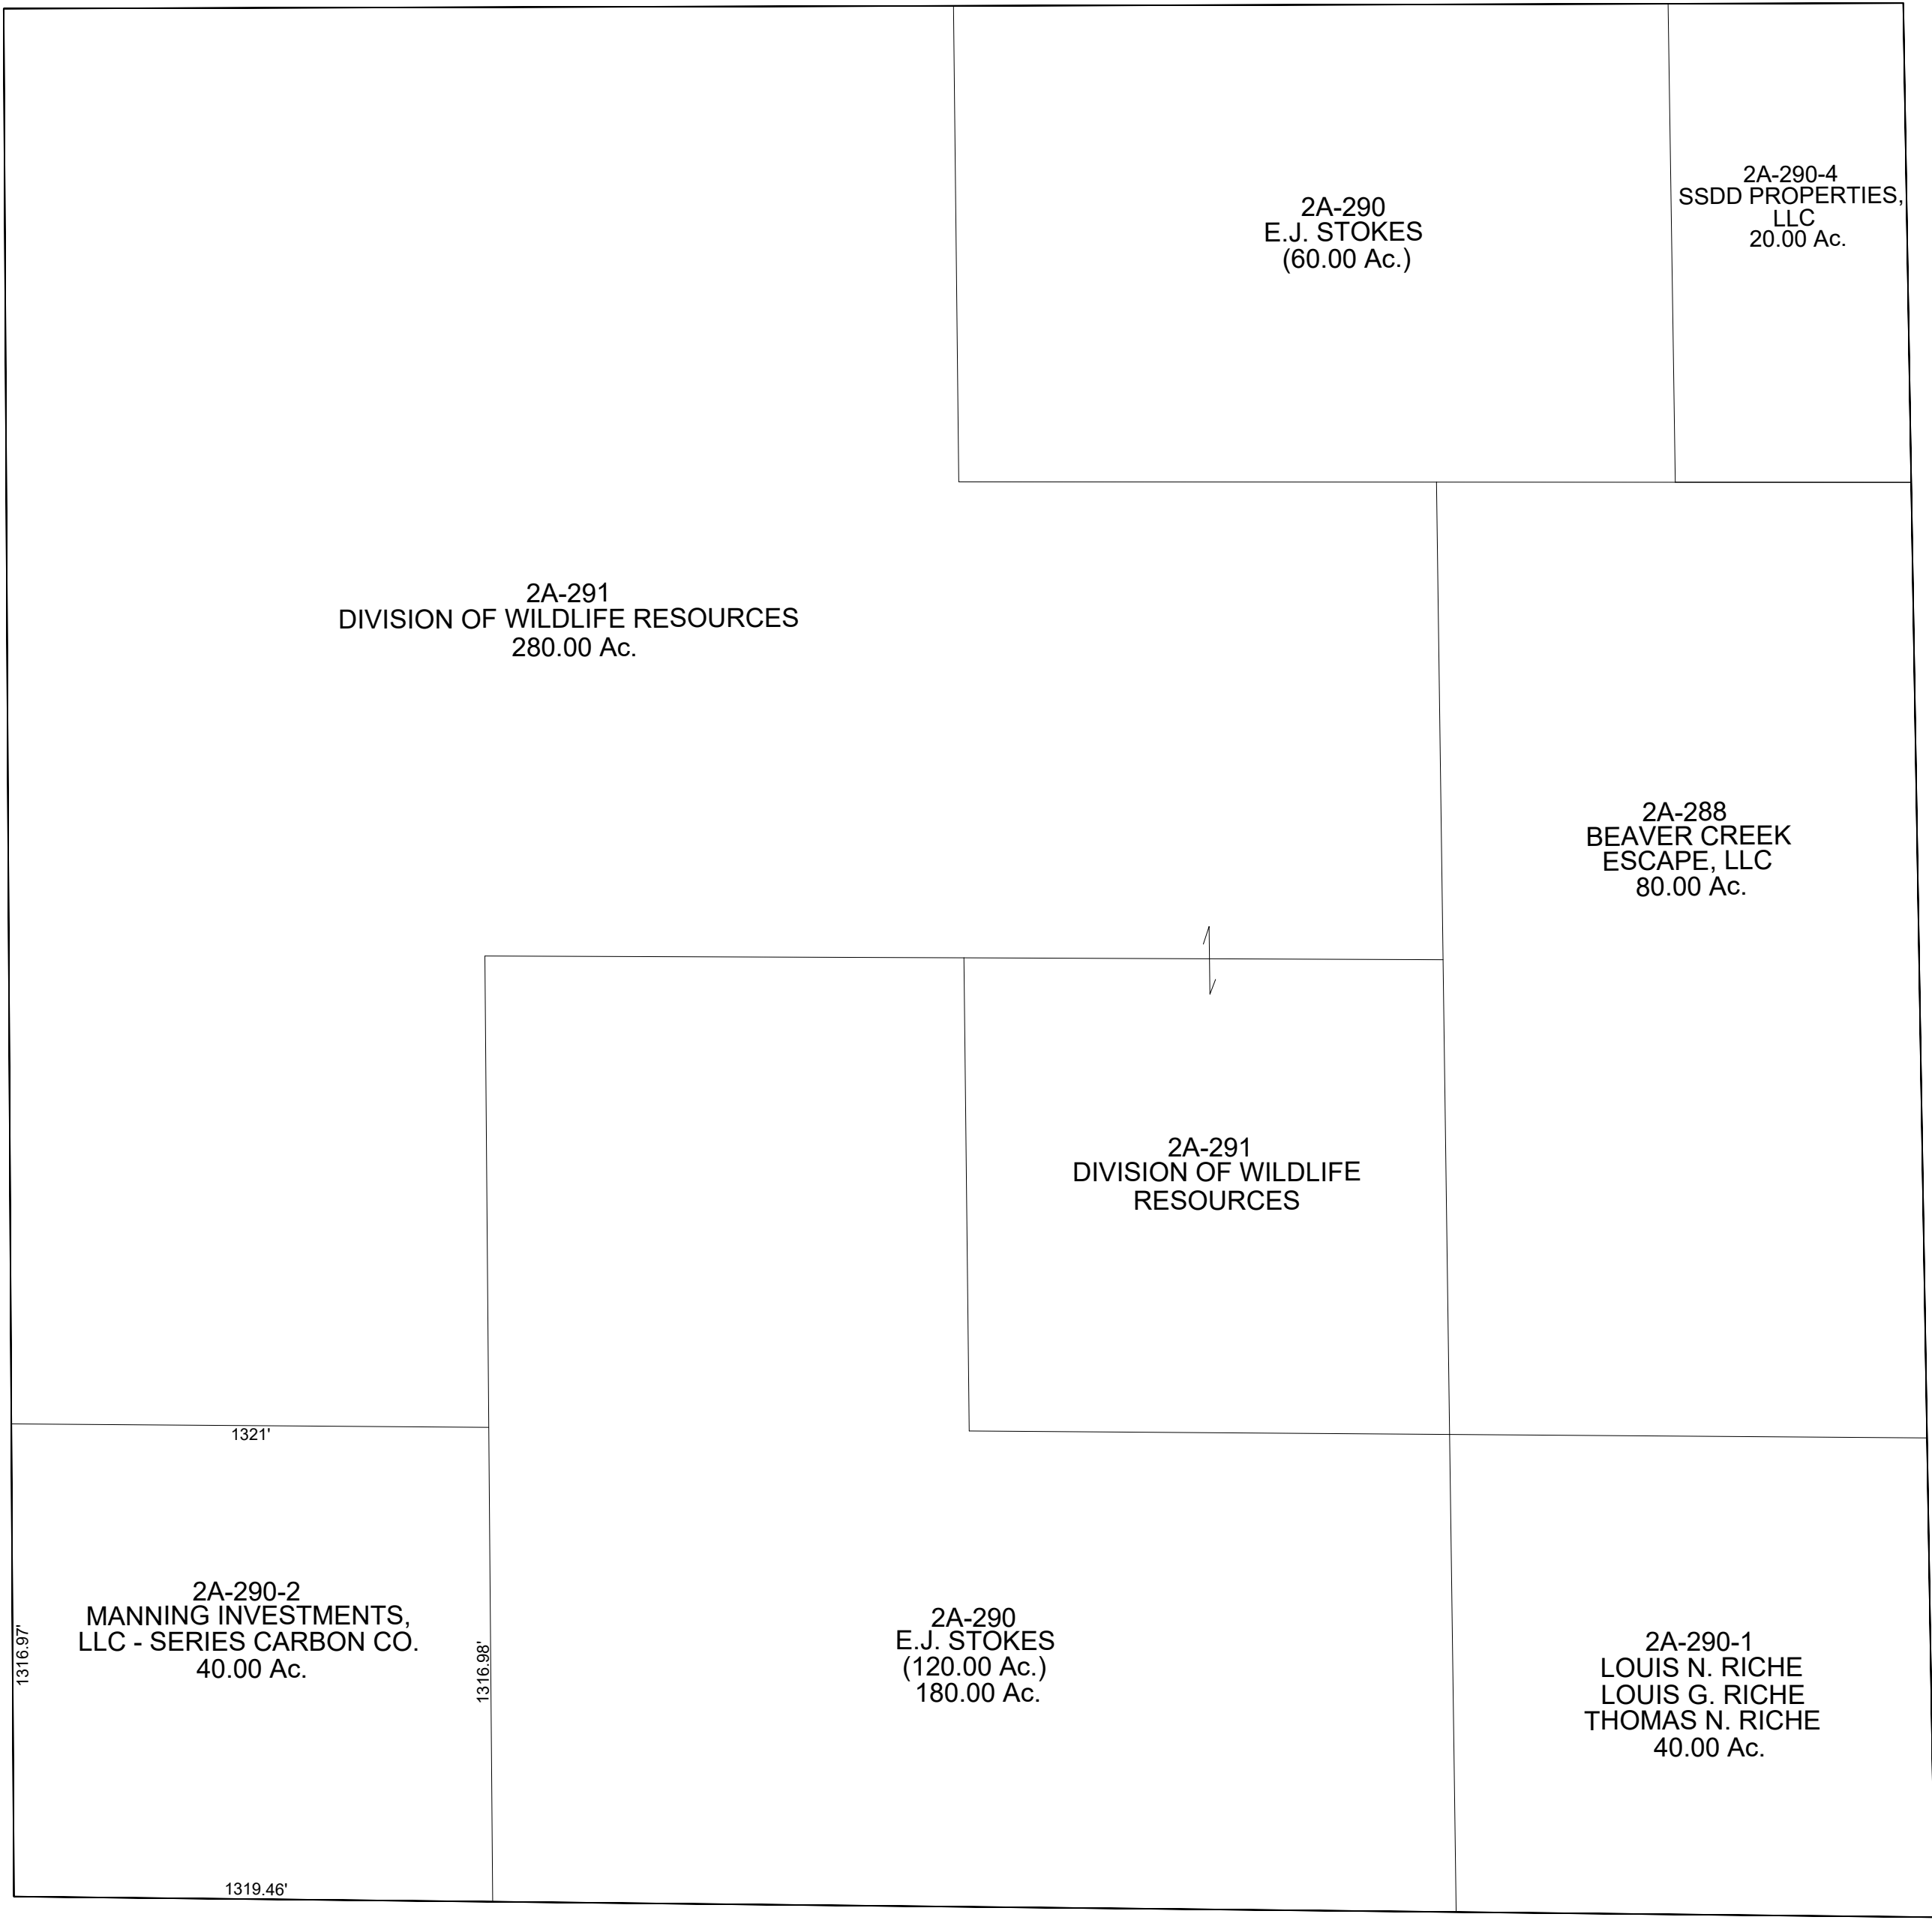 2A-290
E.J. STOKES
(60.00 Ac.)
2A-290-4
SSDD PROPERTIES,
LLC
20.00 Ac.
2A-291
DIVISION OF WILDLIFE RESOURCES
280.00 Ac.
2A-288
BEAVER CREEK
ESCAPE, LLC
80.00 Ac.
2A-291
DIVISION OF WILDLIFE
RESOURCES
1321'
1316.97'
2A-290-2
MANNING INVESTMENTS,
LLC - SERIES CARBON CO.
40.00 Ac.
1316.98'
1319.46'
2A-290
E.J. STOKES
(120.00 Ac.)
180.00 Ac.
2A-290-1
LOUIS N. RICHE
LOUIS G. RICHE
THOMAS N. RICHE
40.00 Ac.